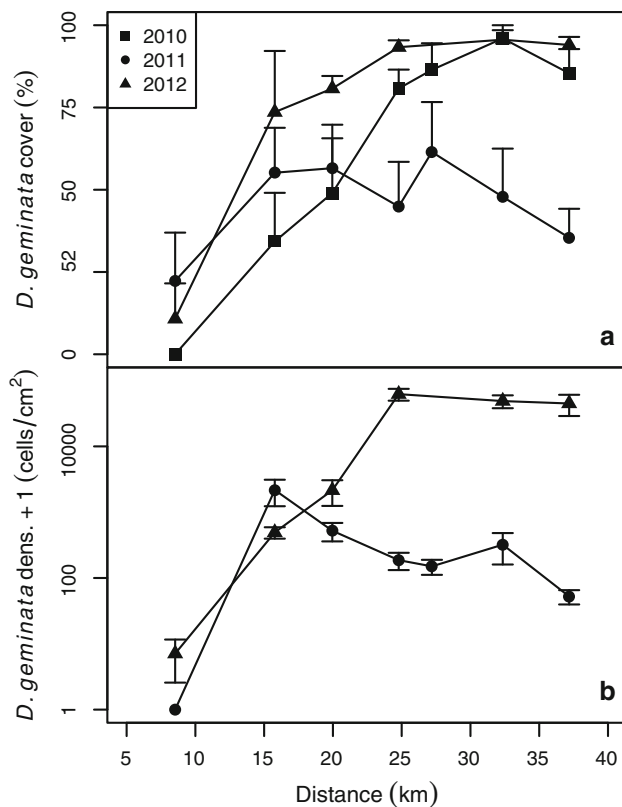 2010
2011
2012
D. geminata cover (%)
100
75
50
52
0
a
D. geminata dens. + 1 (cells/cm²)
10000
100
1
b
5 10 15 20 25 30 35 40
Distance (km)